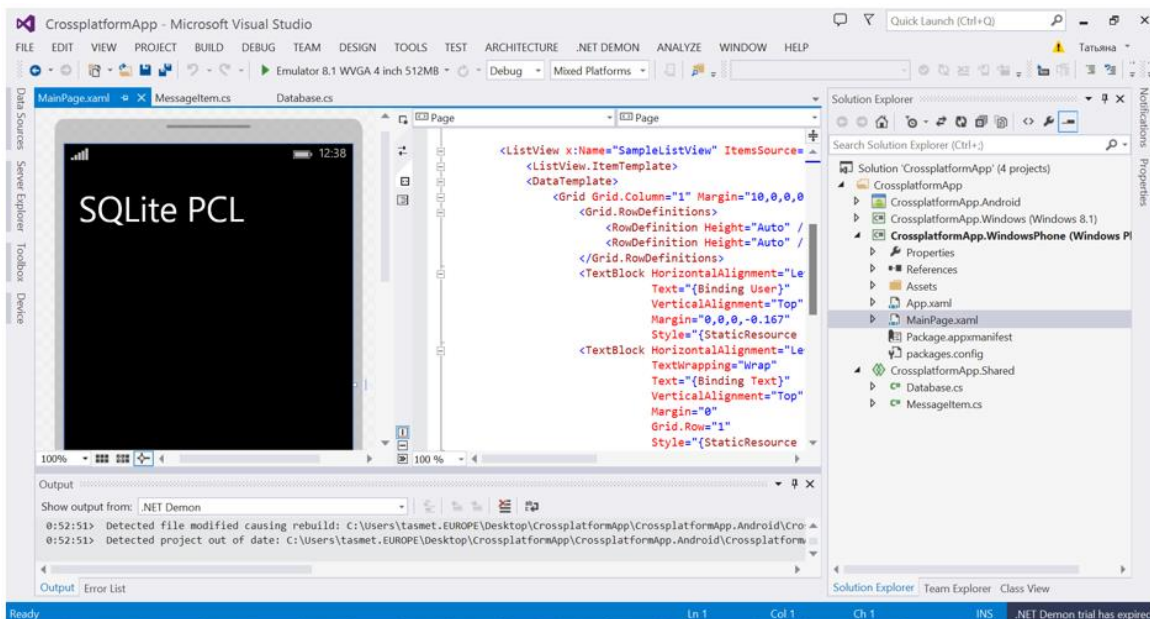 CrossplatformApp - Microsoft Visual Studio
Quick Launch (Ctrl+Q)
FILE EDIT VIEW PROJECT BUILD DEBUG TEAM DESIGN TOOLS TEST ARCHITECTURE .NET DEMON ANALYZE WINDOW HELP
Татьяна
Emulator 8.1 WVGA 4 inch 512MB Debug Mixed Platforms
Data Sources
Server Explorer
Toolbox
Device
MainPage.xaml MessageItem.cs Database.cs
12:38
SQLite PCL
100%
Page Page
<ListView x:Name="SampleListView" ItemsSource=
<ListView.ItemTemplate>
<DataTemplate>
<Grid Grid.Column="1" Margin="10,0,0,0
<Grid.RowDefinitions>
<RowDefinition Height="Auto" /
<RowDefinition Height="Auto" /
</Grid.RowDefinitions>
<TextBlock HorizontalAlignment="Le
Text="{Binding User}"
VerticalAlignment="Top"
Margin="0,0,0,-0.167"
Style="{StaticResource
<TextBlock HorizontalAlignment="Le
TextWrapping="Wrap"
Text="{Binding Text}"
VerticalAlignment="Top"
Margin="0"
Grid.Row="1"
Style="{StaticResource
100 %
Solution Explorer
Search Solution Explorer (Ctrl+;)
Solution 'CrossplatformApp' (4 projects)
CrossplatformApp
CrossplatformApp.Android
CrossplatformApp.Windows (Windows 8.1)
CrossplatformApp.WindowsPhone (Windows Pl
Properties
References
Assets
App.xaml
MainPage.xaml
Package.appxmanifest
packages.config
CrossplatformApp.Shared
Database.cs
MessageItem.cs
Solution Explorer Team Explorer Class View
Notifications
Properties
Output
Show output from: .NET Demon
0:52:51> Detected file modified causing rebuild: C:\Users\tasmet.EUROPE\Desktop\CrossplatformApp\CrossplatformApp.Android\Cro
0:52:51> Detected project out of date: C:\Users\tasmet.EUROPE\Desktop\CrossplatformApp\CrossplatformApp.Android\Crossplatform
Output Error List
Ready Ln 1 Col 1 Ch 1 INS .NET Demon trial has expired